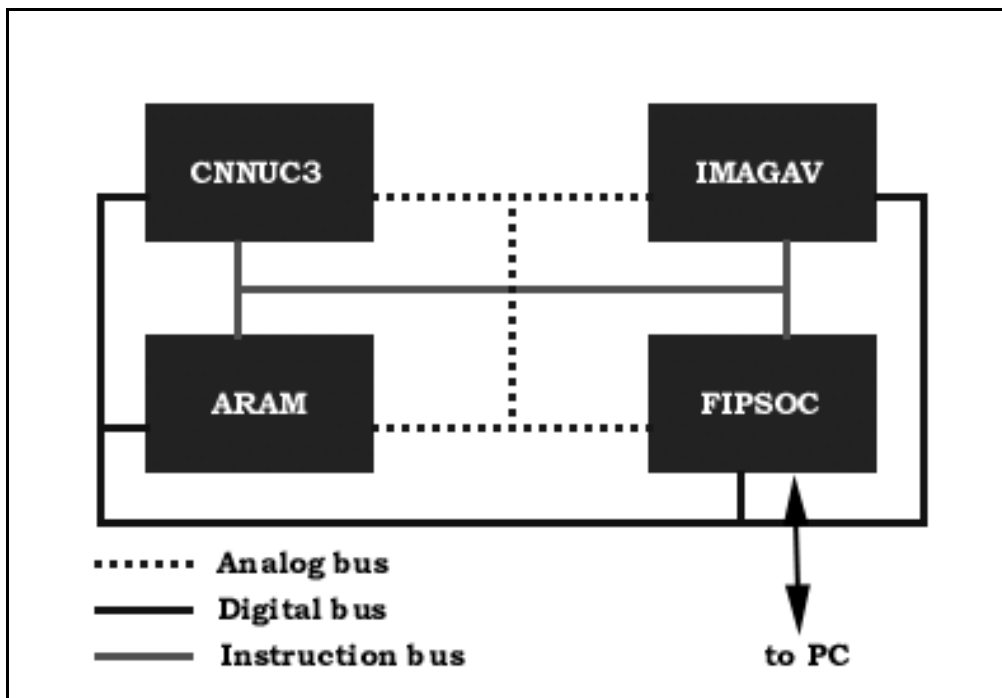 CNNUC3
IMAGAV
ARAM
FIPSOC
Analog bus
Digital bus
Instruction bus
to PC